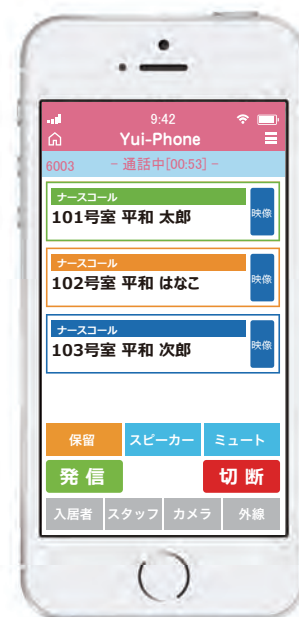 9:42
Yui-Phone
6003 - 通話中[00:53] -
ナースコール
101号室 平和 太郎
映像
ナースコール
102号室 平和 はなこ
映像
ナースコール
103号室 平和 次郎
映像
保留 スピーカー ミュート
発信 切断
入居者 スタッフ カメラ 外線